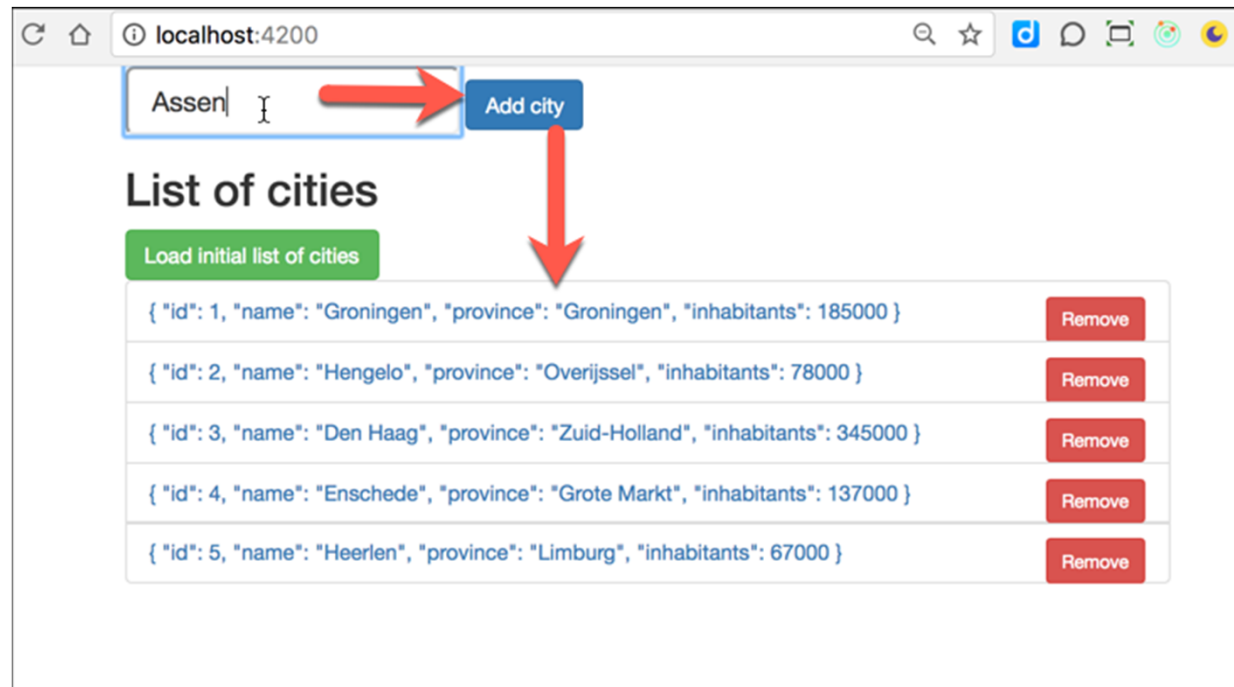 localhost:4200
Assen
Add city
List of cities
Load initial list of cities
{ "id": 1, "name": "Groningen", "province": "Groningen", "inhabitants": 185000 }
Remove
{ "id": 2, "name": "Hengelo", "province": "Overijssel", "inhabitants": 78000 }
Remove
{ "id": 3, "name": "Den Haag", "province": "Zuid-Holland", "inhabitants": 345000 }
Remove
{ "id": 4, "name": "Enschede", "province": "Grote Markt", "inhabitants": 137000 }
Remove
{ "id": 5, "name": "Heerlen", "province": "Limburg", "inhabitants": 67000 }
Remove